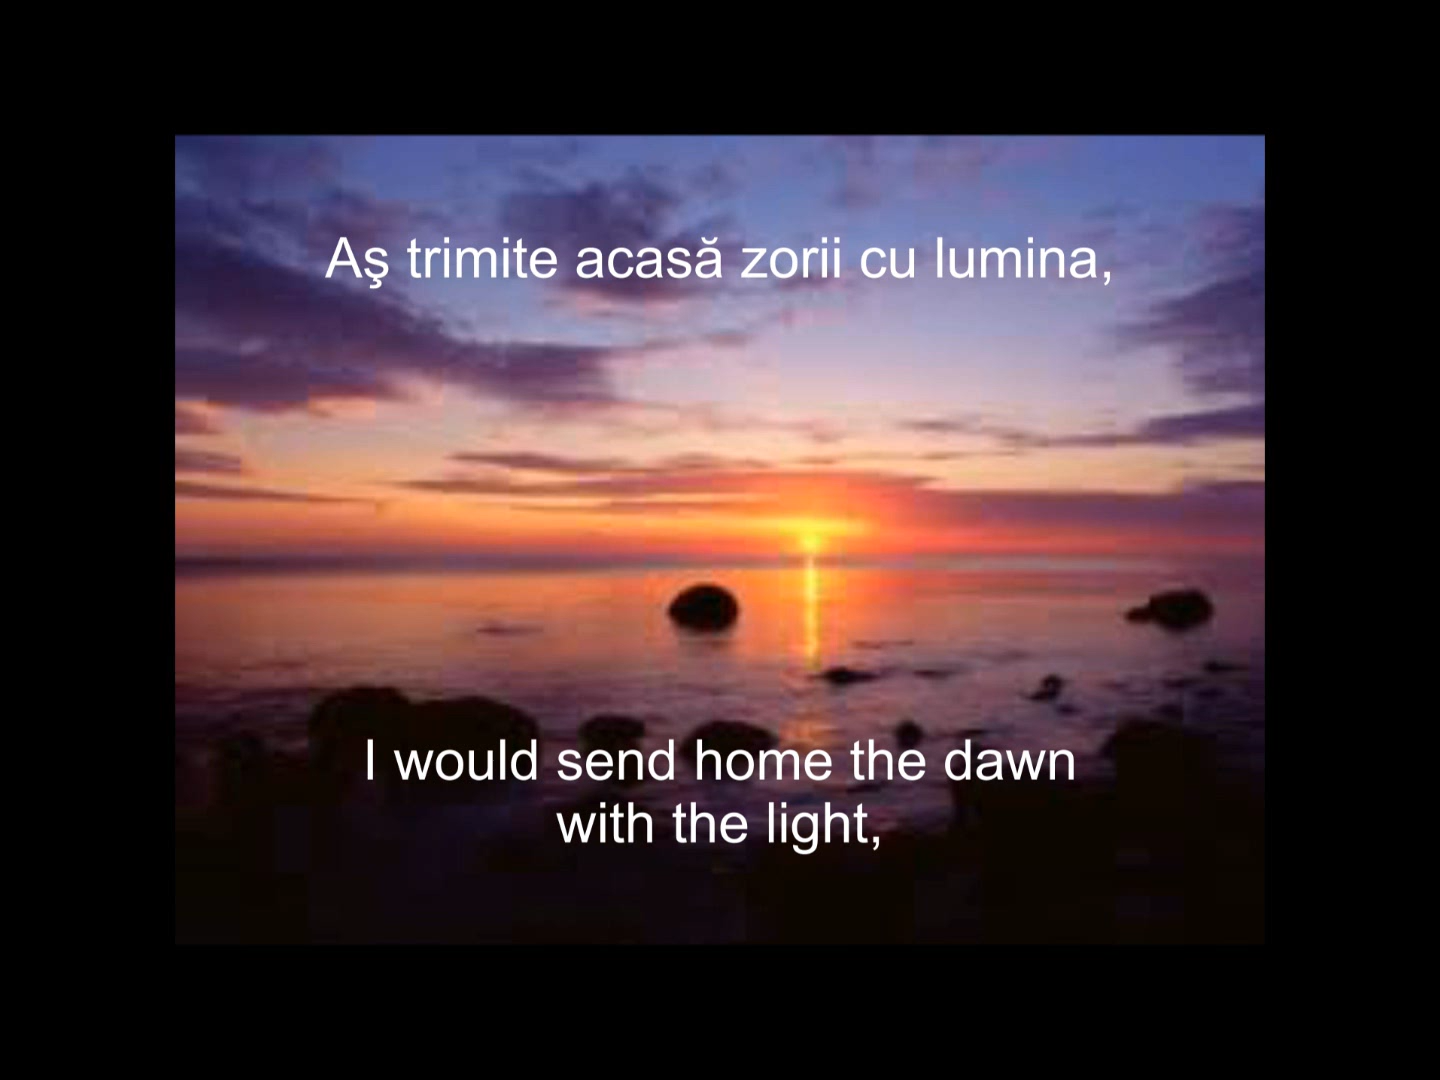 Aş trimite acasă zorii cu lumina,
I would send home the dawn
with the light,